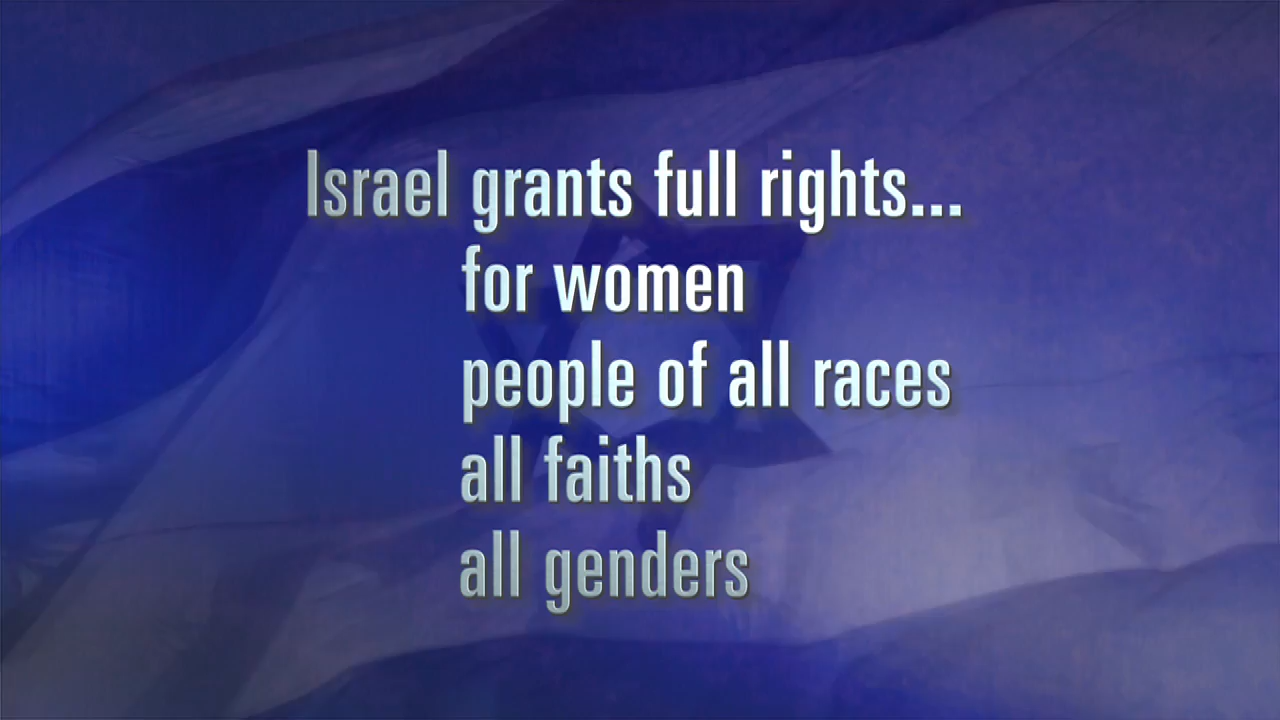 Israel grants full rights...
for women
people of all races
all faiths
all genders